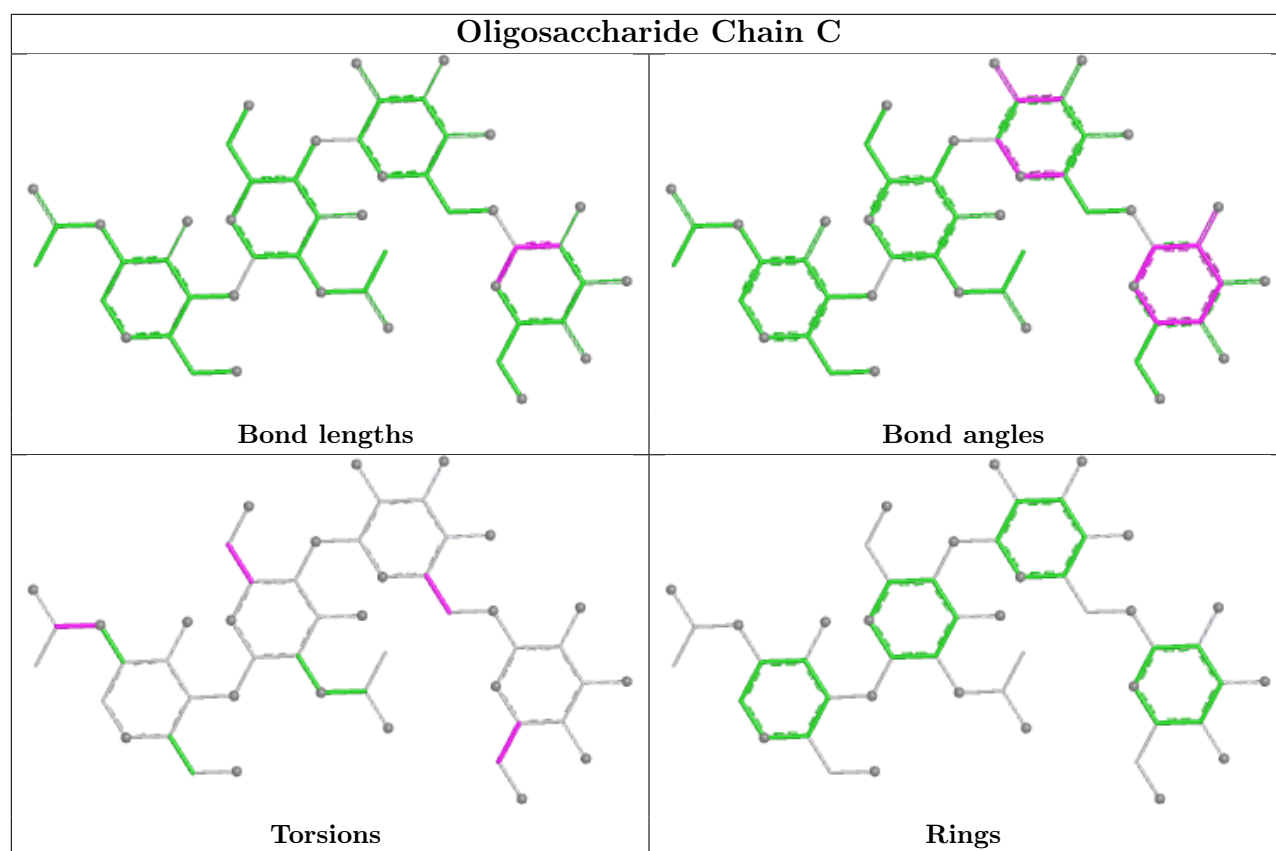 Oligosaccharide Chain C
Bond lengths
Bond angles
Torsions
Rings